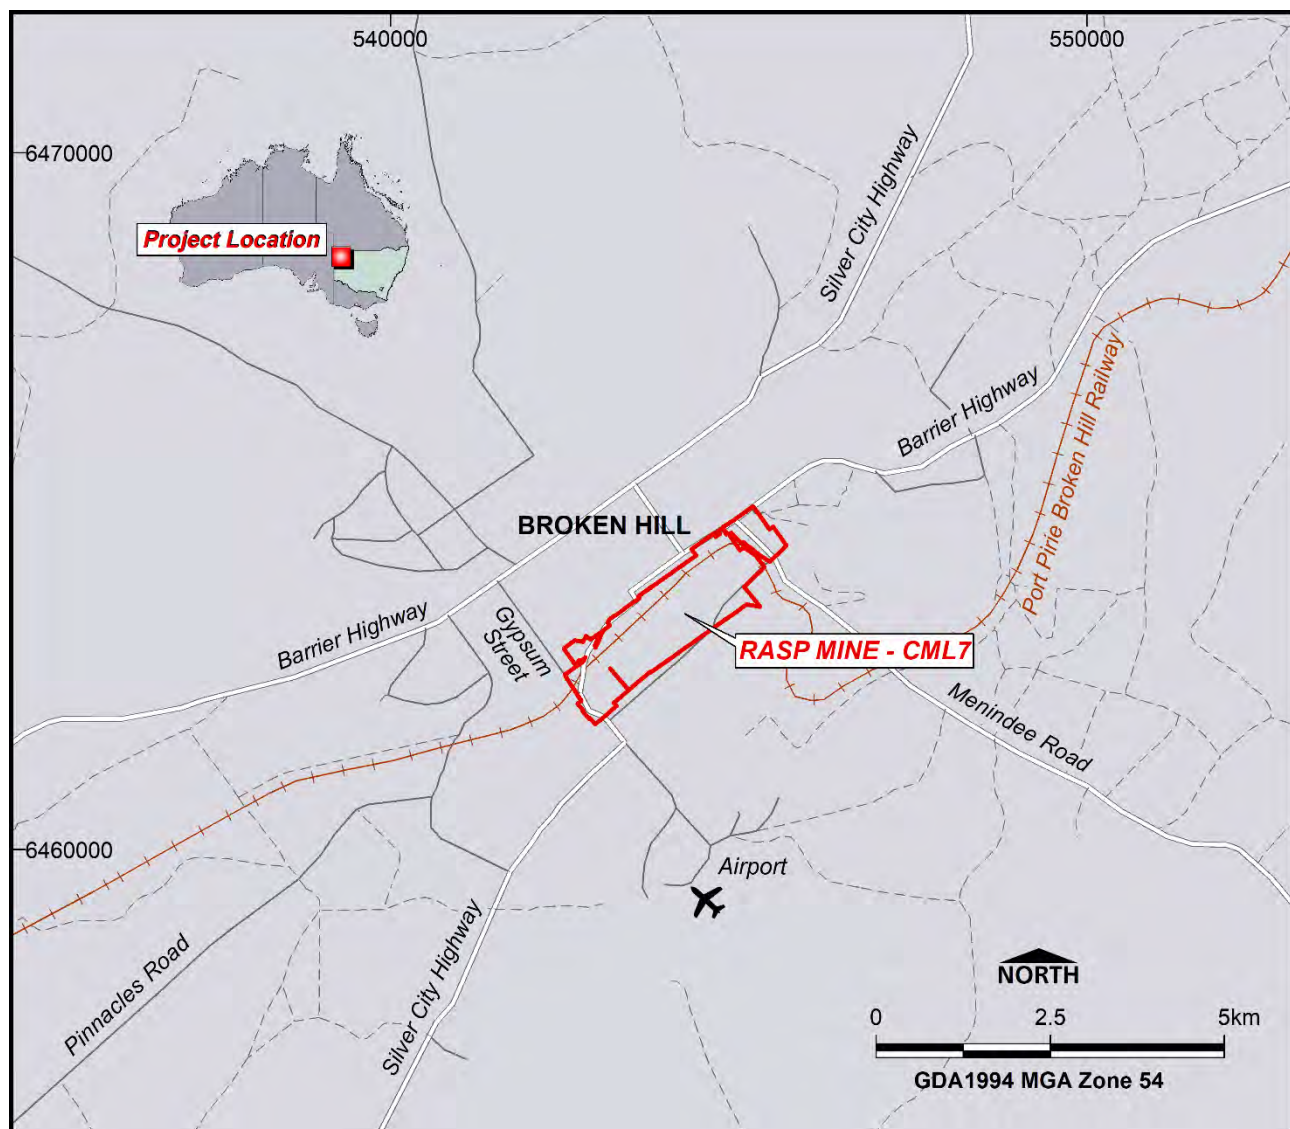 540000
550000
6470000
Project Location
Silver City Highway
Barrier Highway
Port Pirie Broken Hill Railway
BROKEN HILL
Gypsum
Street
Barrier Highway
RASP MINE - CML7
Menindee Road
6460000
Airport
Pinnacles Road
Silver City Highway
NORTH
0 2.5 5km
GDA1994 MGA Zone 54